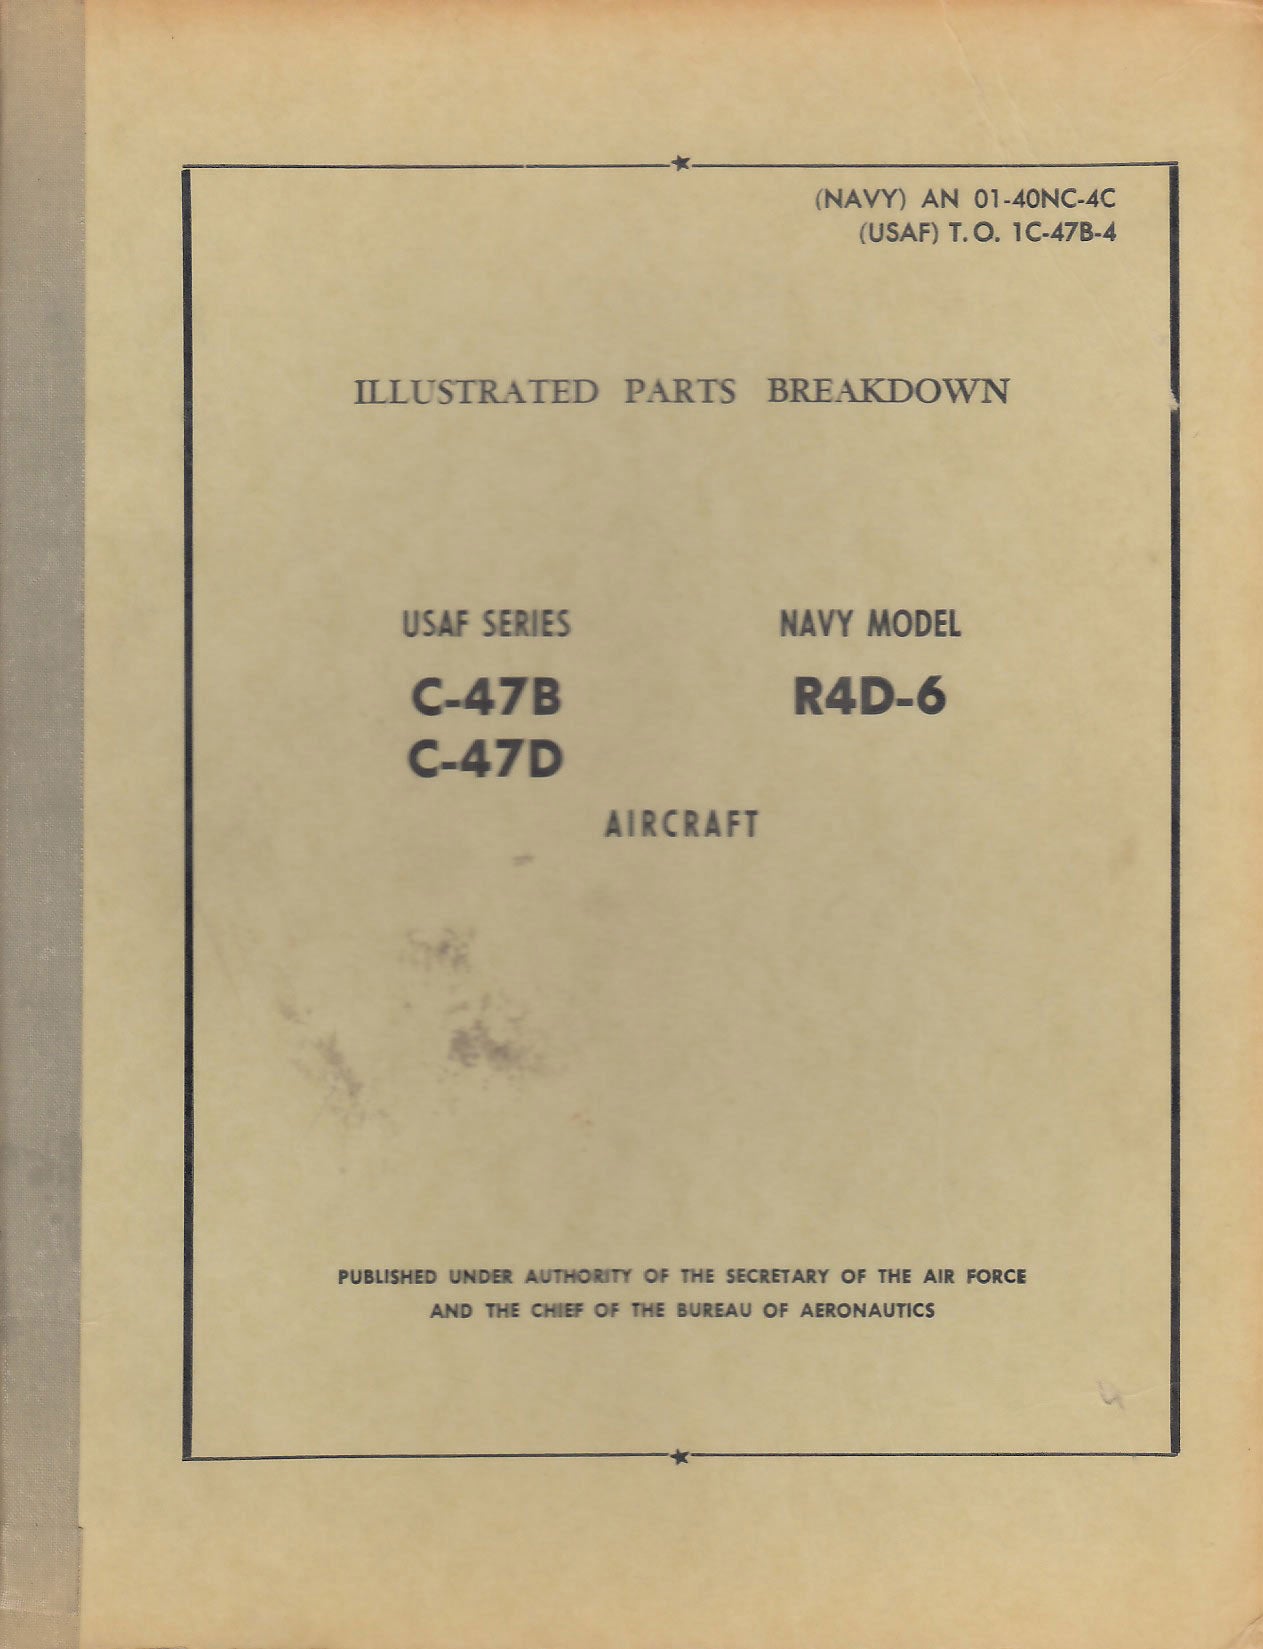 (NAVY) AN 01-40NC-4C
(USAF) T.O. 1C-47B-4
ILLUSTRATED PARTS BREAKDOWN
USAF SERIES NAVY MODEL
C-47B R4D-6
C-47D
AIRCRAFT
PUBLISHED UNDER AUTHORITY OF THE SECRETARY OF THE AIR FORCE
AND THE CHIEF OF THE BUREAU OF AERONAUTICS